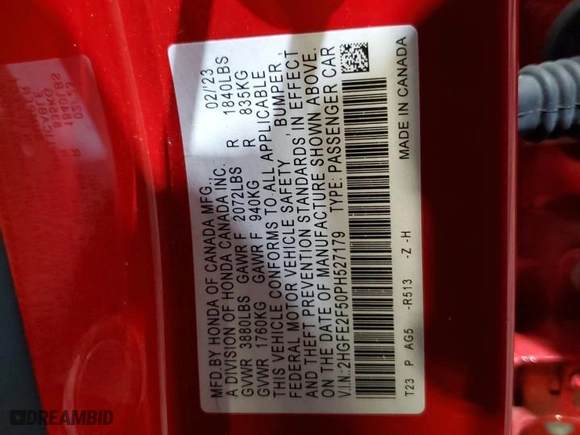 MFD.BY HONDA OF CANADA MFG., 02/'23
A DIVISION OF HONDA CANADA INC.
GVWR 3880LBS GAWR F 2072LBS R 1840LBS
GVWR 1760KG GAWR F 940KG R 835KG
THIS VEHICLE CONFORMS TO ALL APPLICABLE
FEDERAL MOTOR VEHICLE SAFETY, BUMPER,
AND THEFT PREVENTION STANDARDS IN EFFECT
ON THE DATE OF MANUFACTURE SHOWN ABOVE.
V.I.N.:2HGFE2F50PH527179 TYPE: PASSENGER CAR
T23 P AG5 -R513 -Z -H MADE IN CANADA
DREAMBID